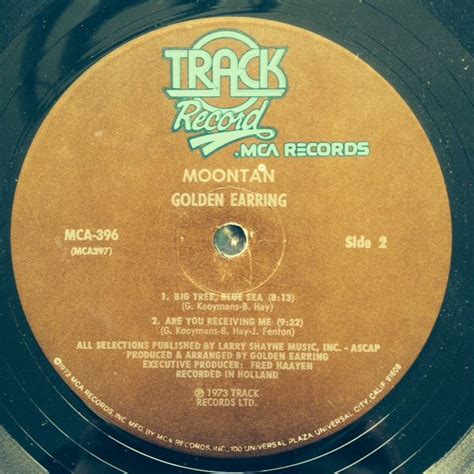 TRACK
Record
.MCA RECORDS
MOONTAN
GOLDEN EARRING
MCA-396
(MCA397)
Side 2
1. BIG TREE, BLUE SEA (8:13)
(G. Kooymans-B. Hay)
2. ARE YOU RECEIVING ME (9:32)
(G. Kooymans-B. Hay-J. Fenton)
ALL SELECTIONS PUBLISHED BY LARRY SHAYNE MUSIC, INC. - ASCAP
PRODUCED & ARRANGED BY GOLDEN EARRING
EXECUTIVE PRODUCER: FRED HAAYEN
RECORDED IN HOLLAND
℗ 1973 TRACK
RECORDS LTD.
©1973 MCA RECORDS, INC. MFG. BY MCA RECORDS, INC., 100 UNIVERSAL PLAZA, UNIVERSAL CITY, CALIF. 91608